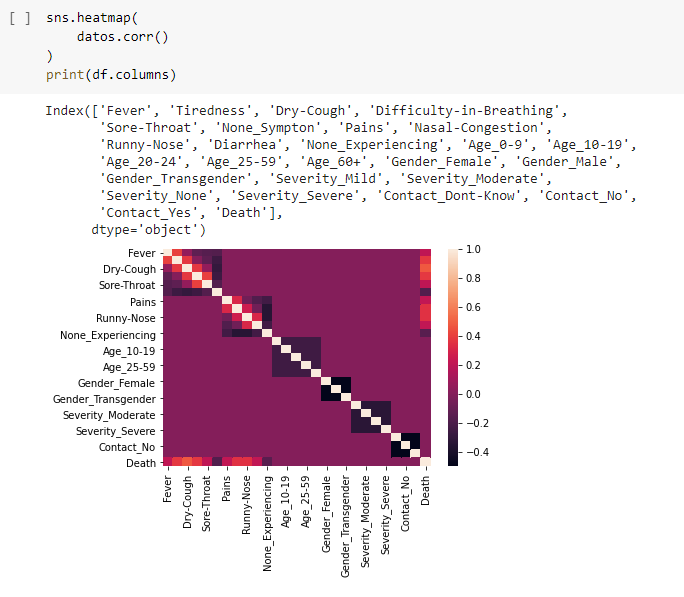 [ ] sns.heatmap(
datos.corr()
)
print(df.columns)
Index(['Fever', 'Tiredness', 'Dry-Cough', 'Difficulty-in-Breathing',
'Sore-Throat', 'None_Sympton', 'Pains', 'Nasal-Congestion',
'Runny-Nose', 'Diarrhea', 'None_Experiencing', 'Age_0-9', 'Age_10-19',
'Age_20-24', 'Age_25-59', 'Age_60+', 'Gender_Female', 'Gender_Male',
'Gender_Transgender', 'Severity_Mild', 'Severity_Moderate',
'Severity_None', 'Severity_Severe', 'Contact_Dont-Know', 'Contact_No',
'Contact_Yes', 'Death'],
dtype='object')
Fever
Dry-Cough
Sore-Throat
Pains
Runny-Nose
None_Experiencing
Age_10-19
Age_25-59
Gender_Female
Gender_Transgender
Severity_Moderate
Severity_Severe
Contact_No
Death
1.0
0.8
0.6
0.4
0.2
0.0
−0.2
−0.4
Fever
Dry-Cough
Sore-Throat
Pains
Runny-Nose
None_Experiencing
Age_10-19
Age_25-59
Gender_Female
Gender_Transgender
Severity_Moderate
Severity_Severe
Contact_No
Death